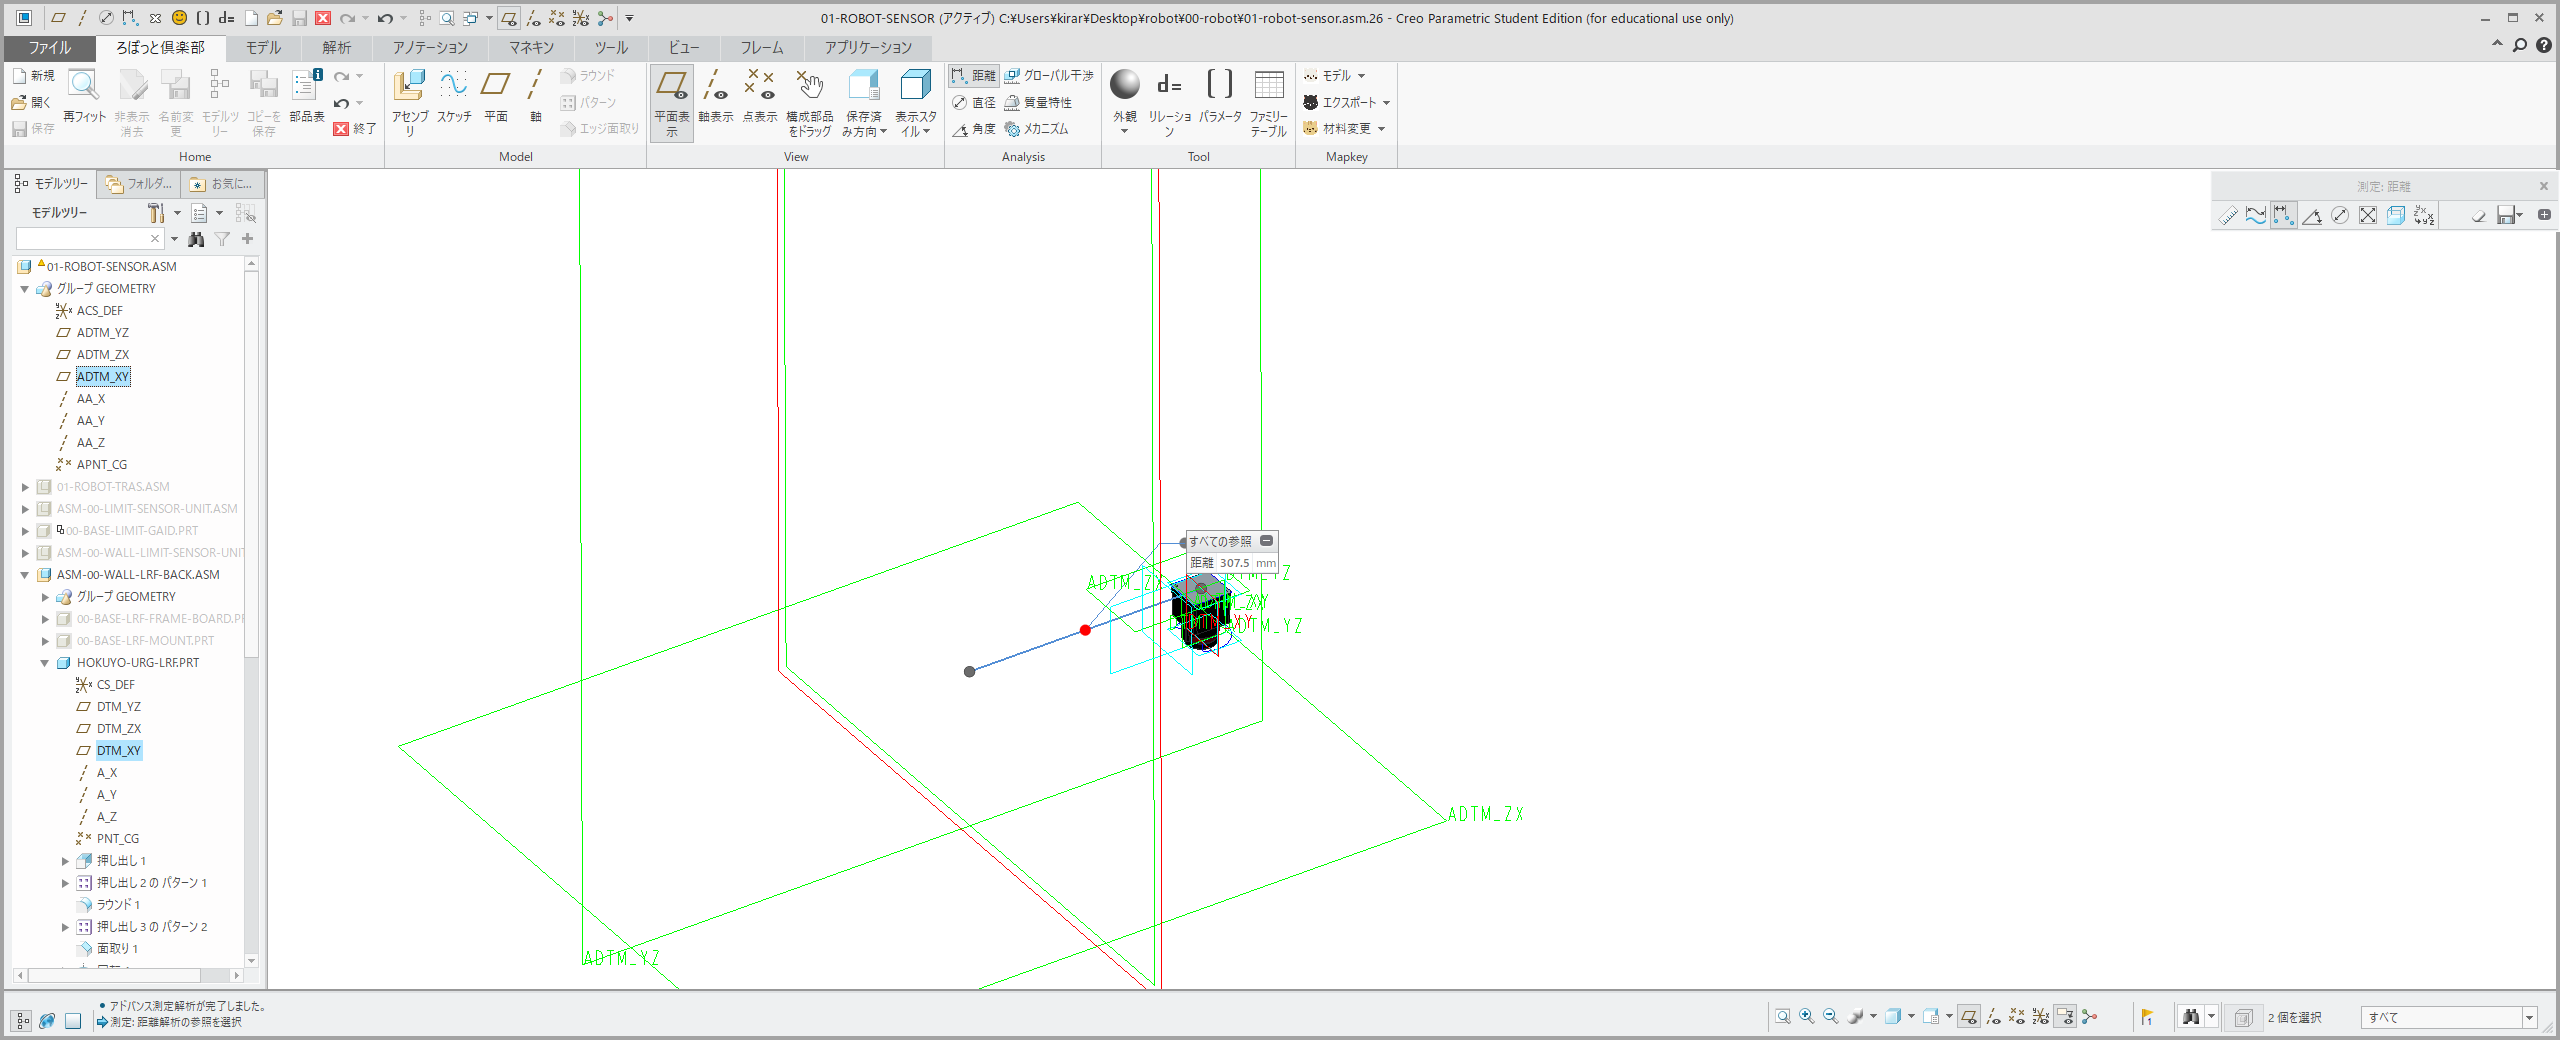 01-ROBOT-SENSOR (アクティブ) C:¥Users¥kirar¥Desktop¥robot¥00-robot¥01-robot-sensor.asm.26 - Creo Parametric Student Edition (for educational use only)
ファイル ろぼっと倶楽部 モデル 解析 アノテーション マネキン ツール ビュー フレーム アプリケーション
新規
開く
保存
再フィット
非表示
消去
名前変
更
モデルツ
リー
コピーを
保存
部品表
終了
アセンブ
リ
スケッチ
平面
軸
ラウンド
パターン
エッジ面取り
平面表
示
軸表示
点表示
構成部品
をドラッグ
保存済
み方向
表示スタ
イル
距離
直径
角度
グローバル干渉
質量特性
メカニズム
外観
リレーショ
ン
パラメータ
ファミリー
テーブル
モデル
エクスポート
材料変更
Home Model View Analysis Tool Mapkey
モデルツリー フォルダ... お気に...
モデルツリー
01-ROBOT-SENSOR.ASM
グループ GEOMETRY
ACS_DEF
ADTM_YZ
ADTM_ZX
ADTM_XY
AA_X
AA_Y
AA_Z
APNT_CG
01-ROBOT-TRAS.ASM
ASM-00-LIMIT-SENSOR-UNIT.ASM
00-BASE-LIMIT-GAID.PRT
ASM-00-WALL-LIMIT-SENSOR-UNIT
ASM-00-WALL-LRF-BACK.ASM
グループ GEOMETRY
00-BASE-LRF-FRAME-BOARD.PR
00-BASE-LRF-MOUNT.PRT
HOKUYO-URG-LRF.PRT
CS_DEF
DTM_YZ
DTM_ZX
DTM_XY
A_X
A_Y
A_Z
PNT_CG
押し出し 1
押し出し 2 の パターン 1
ラウンド 1
押し出し 3 の パターン 2
面取り 1
測定: 距離
すべての参照
距離 307.5 mm
ADTM_ZX
ADTM_YZ
アドバンス測定解析が完了しました。
測定: 距離解析の参照を選択
2 個を選択
すべて